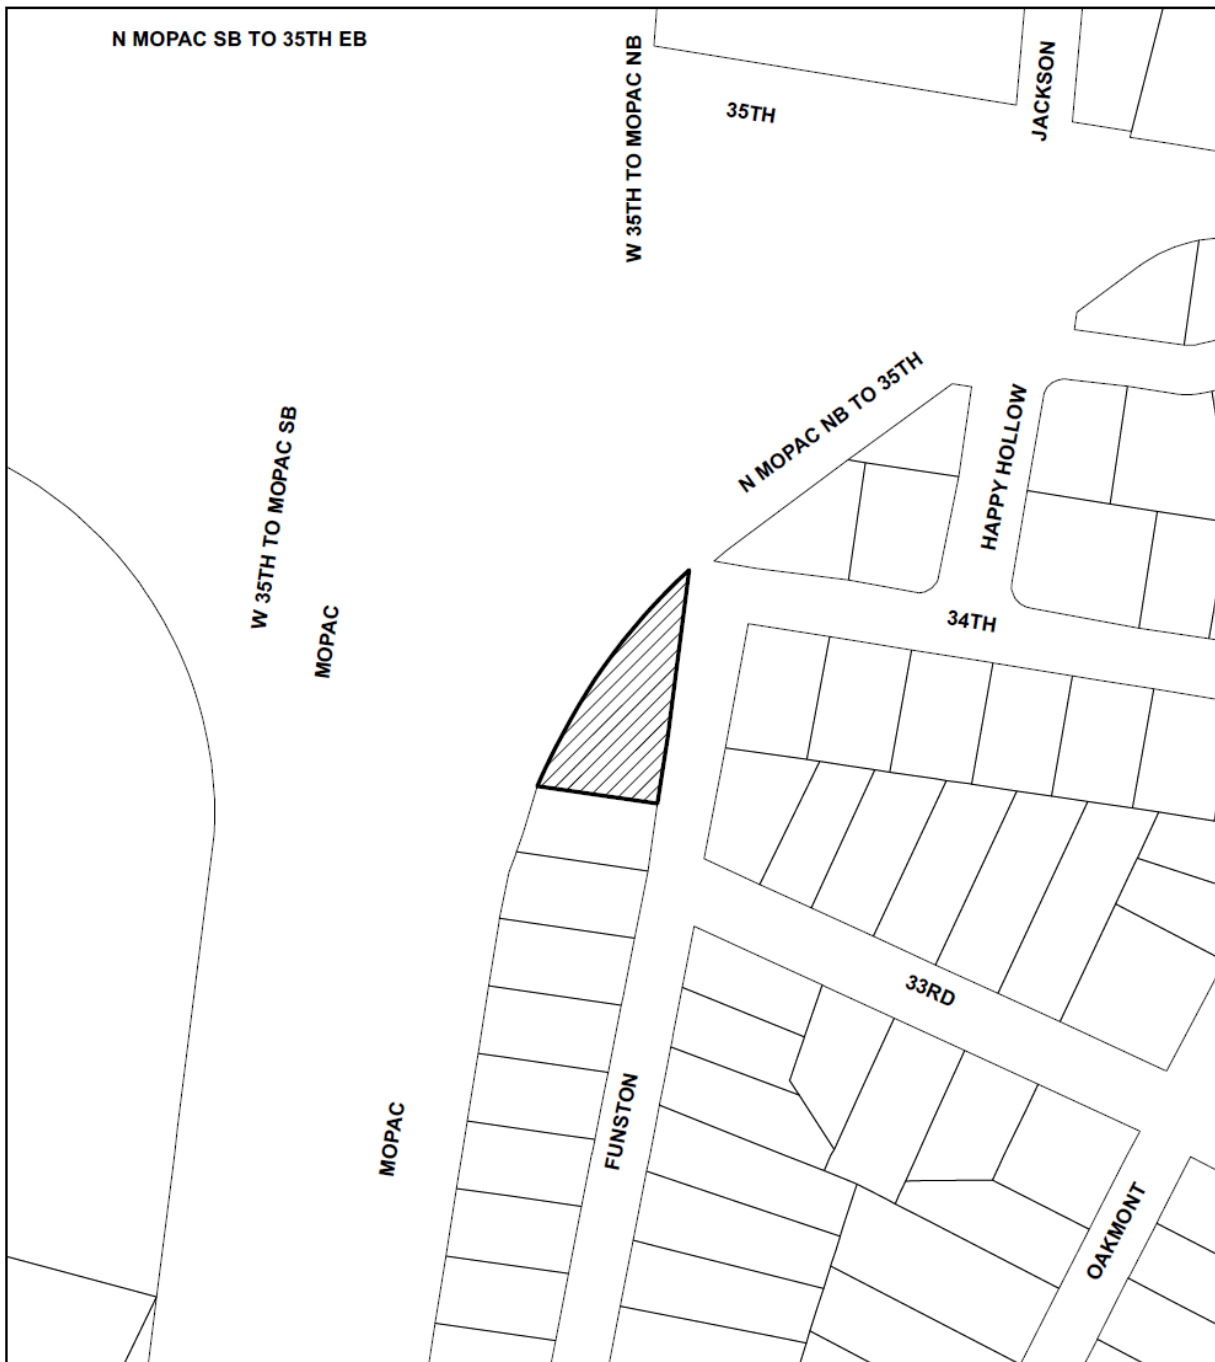 N MOPAC SB TO 35TH EB
W 35TH TO MOPAC NB
35TH
JACKSON
N MOPAC NB TO 35TH
HAPPY HOLLOW
W 35TH TO MOPAC SB
MOPAC
34TH
33RD
MOPAC
FUNSTON
OAKMONT